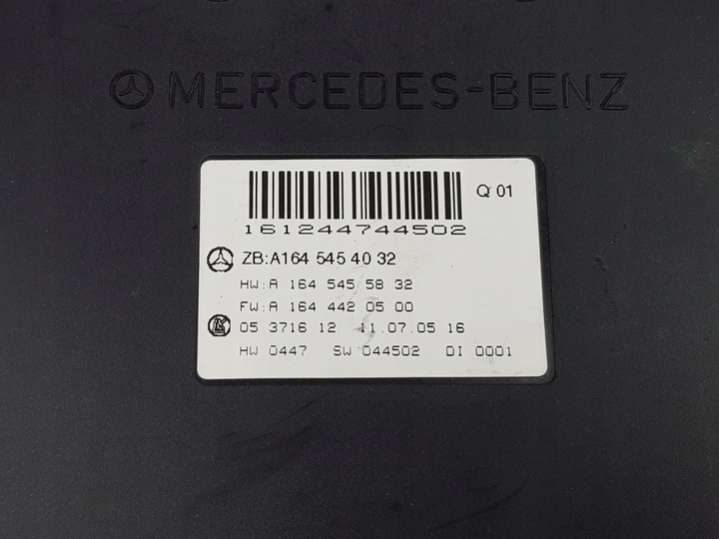 MERCEDES-BENZ
Q 01
161244744502
ZB:A164 545 40 32
HW:A 164 545 58 32
FW:A 164 442 05 00
05 3716 12 11.07.05 16
HW 0447 SW 044502 DI 0001